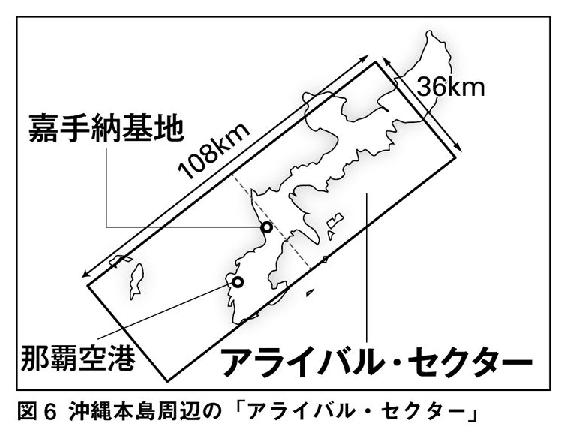 36km
108km
嘉手納基地
那覇空港
アライバル・セクター
図6 沖縄本島周辺の「アライバル・セクター」